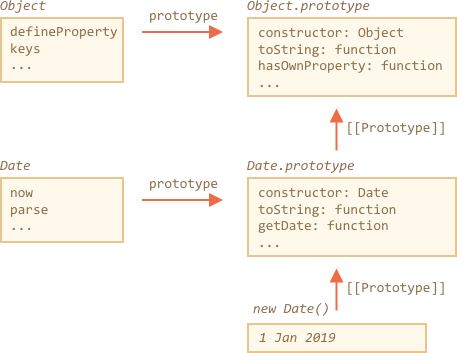 Object
defineProperty
keys
...
prototype
Object.prototype
constructor: Object
toString: function
hasOwnProperty: function
...
[[Prototype]]
Date
now
parse
...
prototype
Date.prototype
constructor: Date
toString: function
getDate: function
...
[[Prototype]]
new Date()
1 Jan 2019